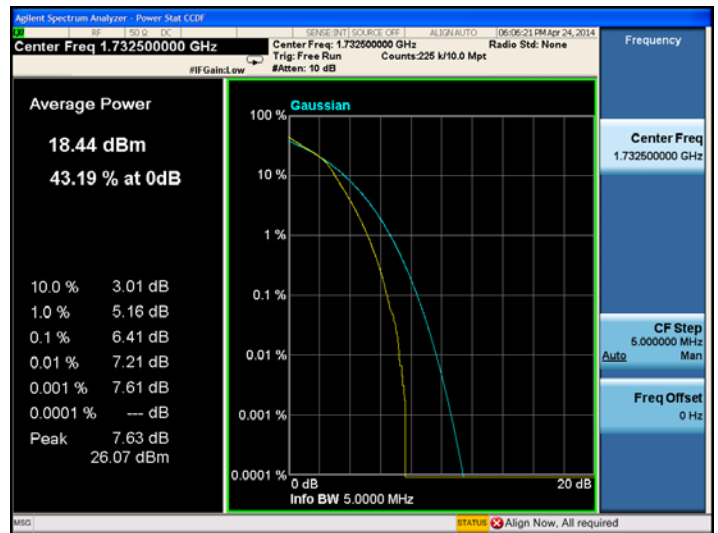 Agilent Spectrum Analyzer - Power Stat CCDF
RF 50 Ω DC SENSE:INT SOURCE OFF ALIGN AUTO 06:06:21 PM Apr 24, 2014
Center Freq 1.732500000 GHz
Center Freq: 1.732500000 GHz Radio Std: None
Trig: Free Run Counts:225 k/10.0 Mpt
#IFGain:Low #Atten: 10 dB
Frequency
Average Power
18.44 dBm
43.19 % at 0dB
10.0 % 3.01 dB
1.0 % 5.16 dB
0.1 % 6.41 dB
0.01 % 7.21 dB
0.001 % 7.61 dB
0.0001 % --- dB
Peak 7.63 dB
26.07 dBm
Gaussian
100 %
10 %
1 %
0.1 %
0.01 %
0.001 %
0.0001 %
0 dB 20 dB
Info BW 5.0000 MHz
Center Freq
1.732500000 GHz
CF Step
5.000000 MHz
Auto Man
Freq Offset
0 Hz
MSG STATUS Align Now, All required